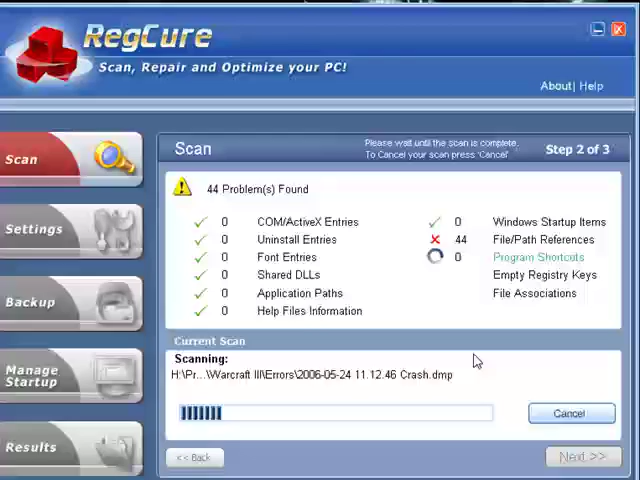 RegCure
Scan, Repair and Optimize your PC!
About| Help
Scan
Settings
Backup
Manage
Startup
Results
Scan
Please wait until the scan is complete.
To Cancel your scan press 'Cancel'
Step 2 of 3
44 Problem(s) Found
0 COM/ActiveX Entries
0 Uninstall Entries
0 Font Entries
0 Shared DLLs
0 Application Paths
0 Help Files Information
0 Windows Startup Items
44 File/Path References
0 Program Shortcuts
Empty Registry Keys
File Associations
Current Scan
Scanning:
H:\Pr...\Warcraft III\Errors\2006-05-24 11.12.46 Crash.dmp
Cancel
<< Back
Next >>